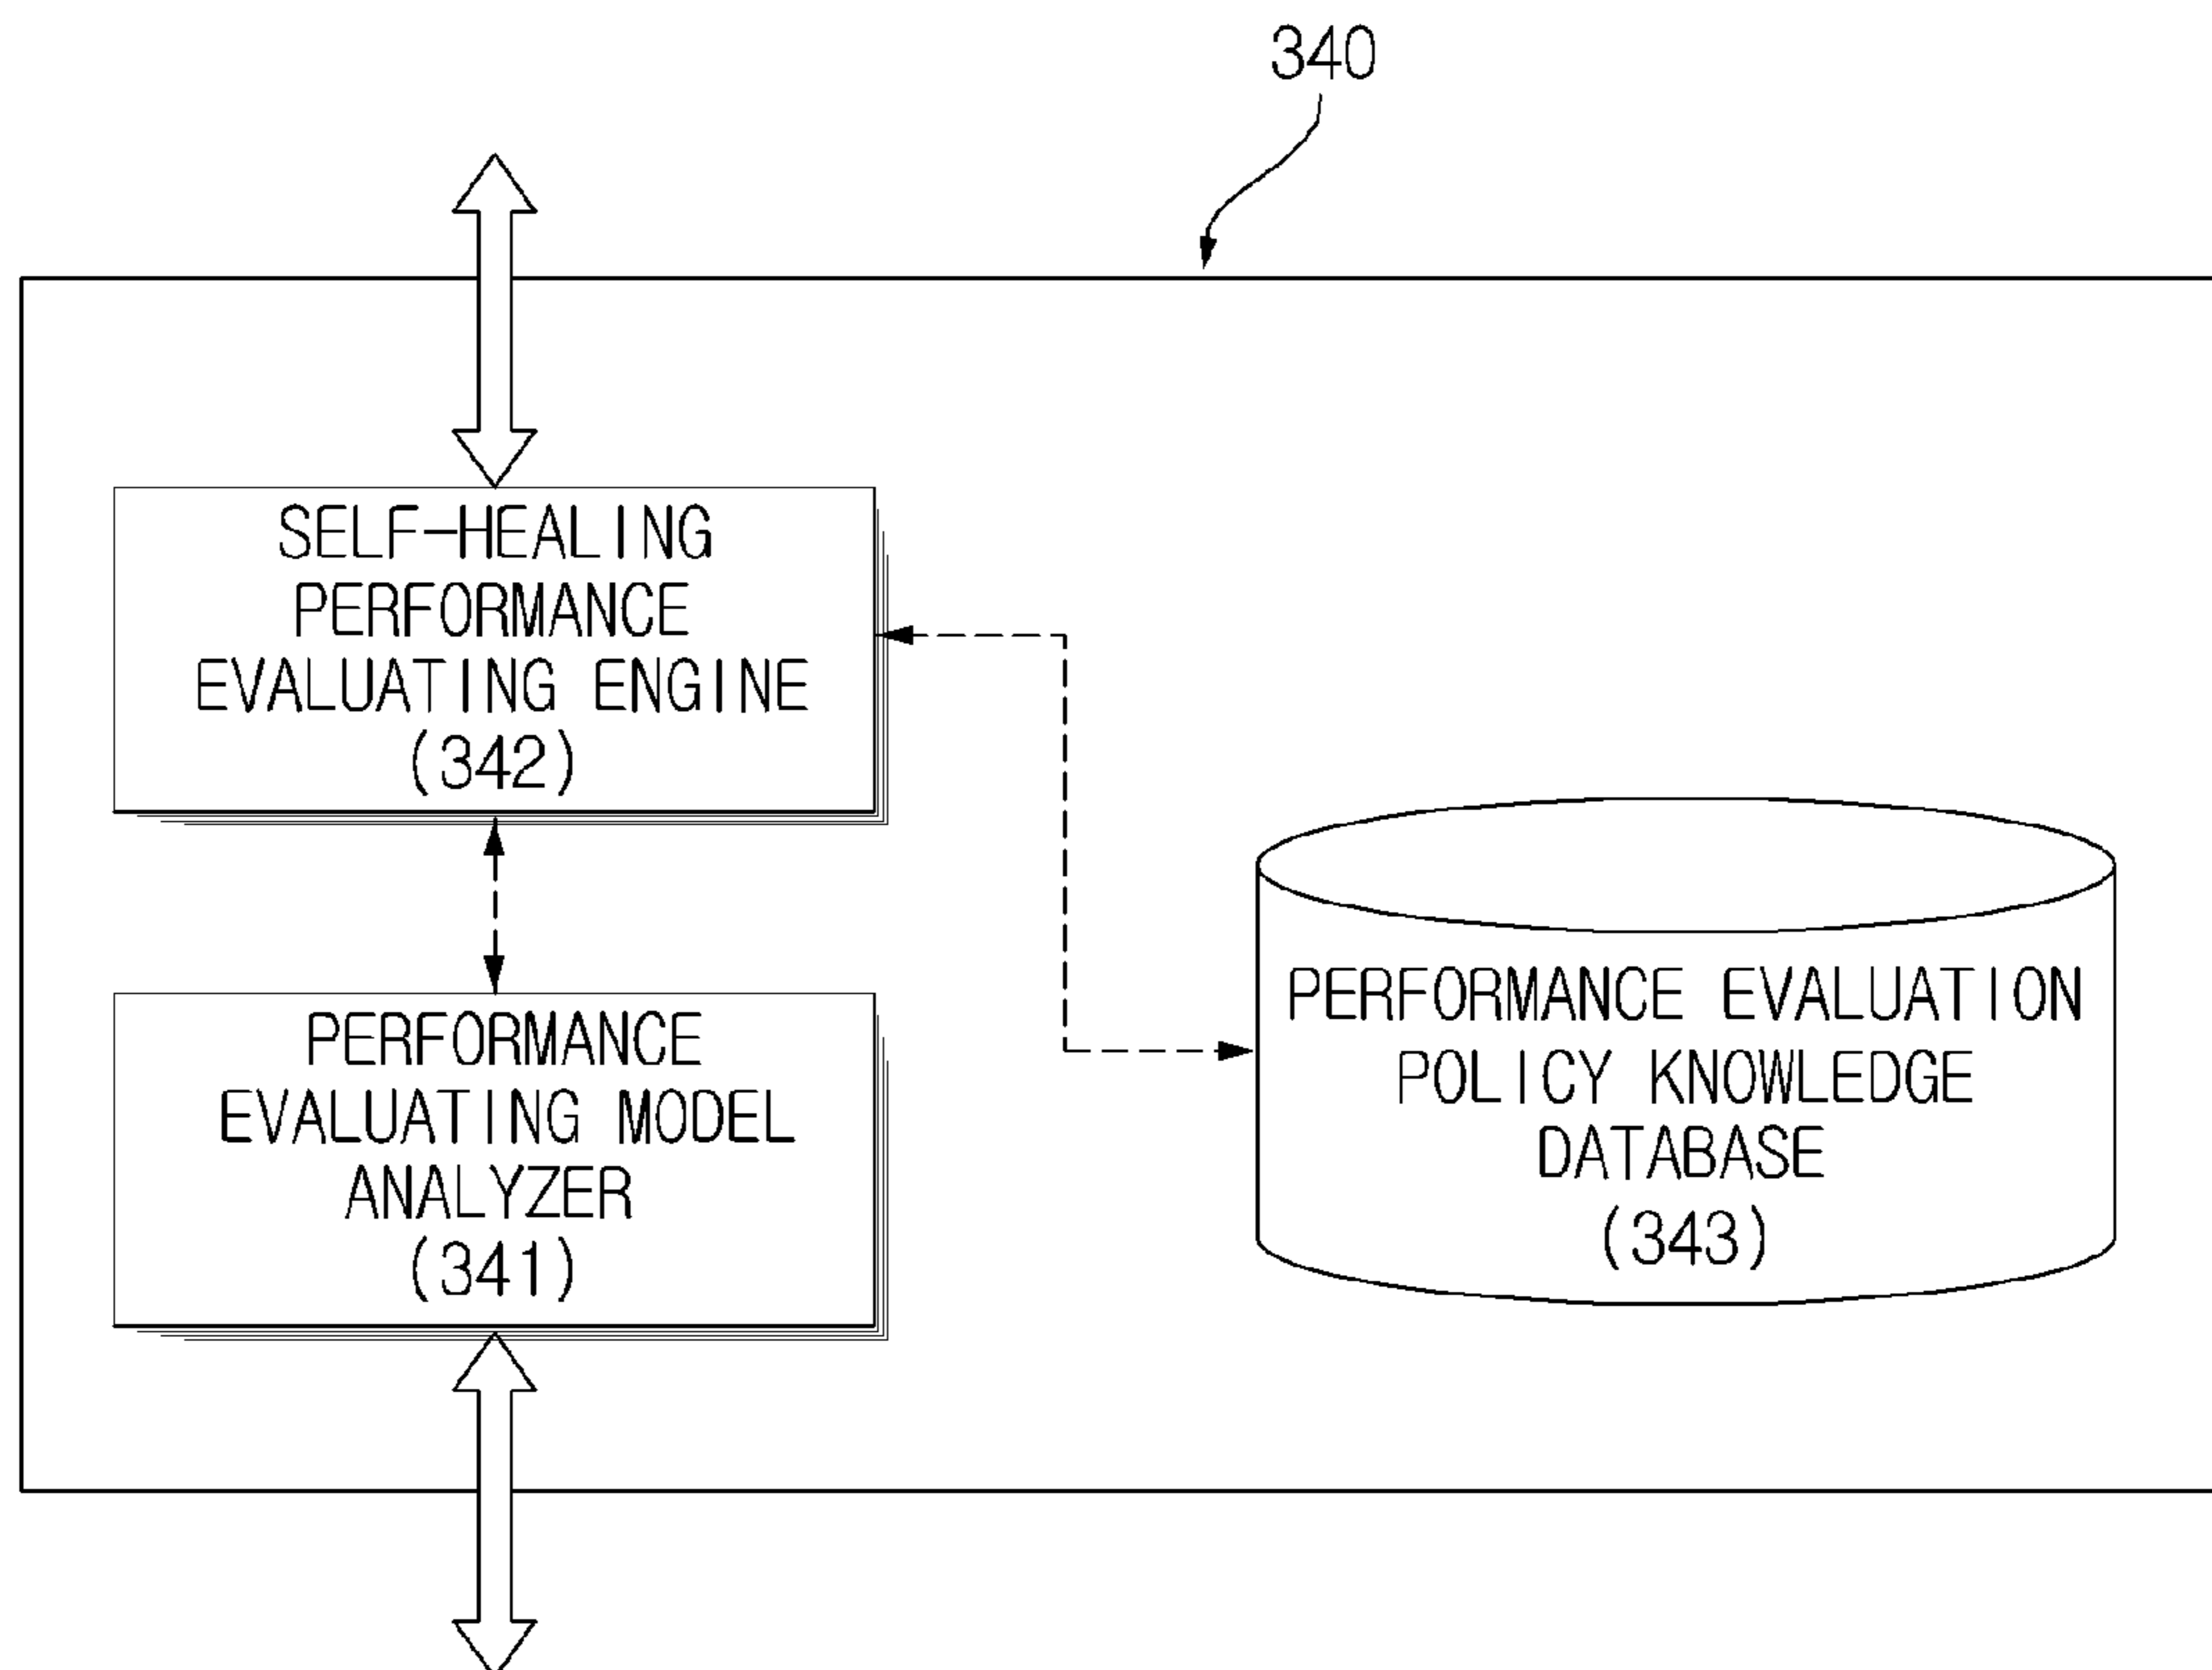 340
SELF-HEALING
PERFORMANCE
EVALUATING ENGINE
(342)
PERFORMANCE
EVALUATING MODEL
ANALYZER
(341)
PERFORMANCE EVALUATION
POLICY KNOWLEDGE
DATABASE
(343)